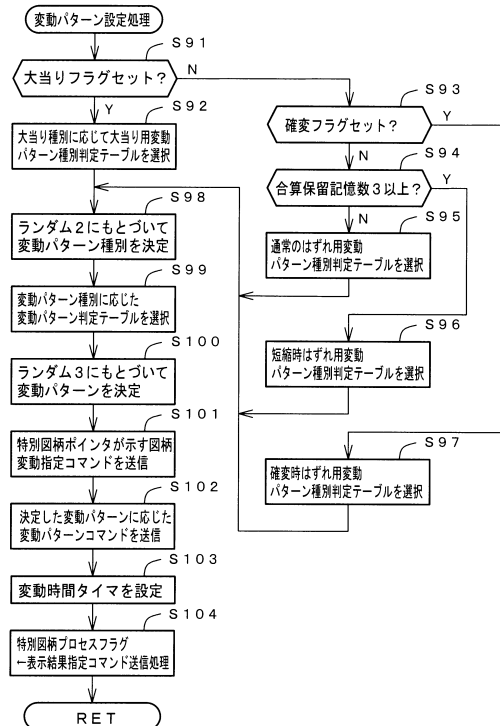 変動パターン設定処理
S91
大当りフラグセット？
N
Y
S92
大当り種別に応じて大当り用変動
パターン種別判定テーブルを選択
S93
確変フラグセット？
Y
N
S94
合算保留記憶数3以上？
Y
N
S95
通常のはずれ用変動
パターン種別判定テーブルを選択
S96
短縮時はずれ用変動
パターン種別判定テーブルを選択
S97
確変時はずれ用変動
パターン種別判定テーブルを選択
S98
ランダム2にもとづいて
変動パターン種別を決定
S99
変動パターン種別に応じた
変動パターン判定テーブルを選択
S100
ランダム3にもとづいて
変動パターンを決定
S101
特別図柄ポインタが示す図柄
変動指定コマンドを送信
S102
決定した変動パターンに応じた
変動パターンコマンドを送信
S103
変動時間タイマを設定
S104
特別図柄プロセスフラグ
←表示結果指定コマンド送信処理
RET